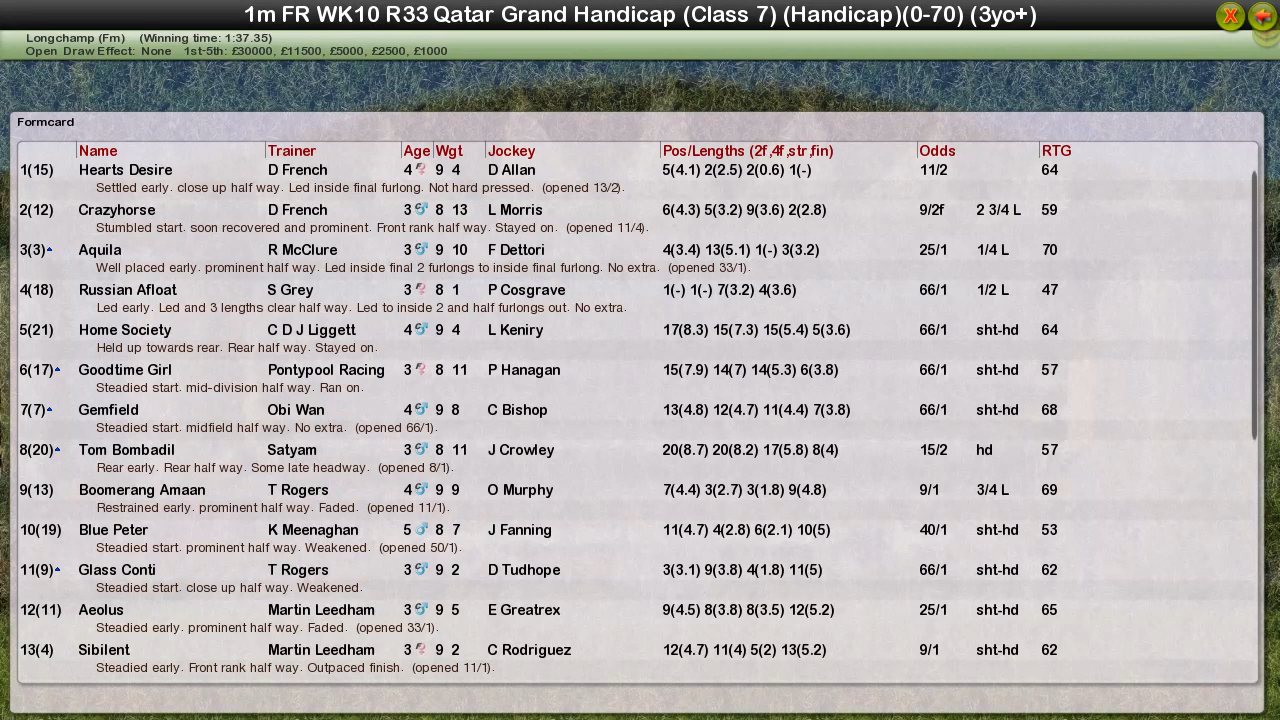 1m FR WK10 R33 Qatar Grand Handicap (Class 7) (Handicap)(0-70) (3yo+)
Longchamp (Fm) (Winning time: 1:37.35)
Open Draw Effect: None 1st-5th: £30000, £11500, £5000, £2500, £1000
Formcard
Name Trainer Age Wgt Jockey Pos/Lengths (2f,4f,str,fin) Odds RTG
1(15) Hearts Desire D French 4 9 4 D Allan 5(4.1) 2(2.5) 2(0.6) 1(-) 11/2 64
Settled early. close up half way. Led inside final furlong. Not hard pressed. (opened 13/2).
2(12) Crazyhorse D French 3 8 13 L Morris 6(4.3) 5(3.2) 9(3.6) 2(2.8) 9/2f 2 3/4 L 59
Stumbled start. soon recovered and prominent. Front rank half way. Stayed on. (opened 11/4).
3(3) Aquila R McClure 3 9 10 F Dettori 4(3.4) 13(5.1) 1(-) 3(3.2) 25/1 1/4 L 70
Well placed early. prominent half way. Led inside final 2 furlongs to inside final furlong. No extra. (opened 33/1).
4(18) Russian Afloat S Grey 3 8 1 P Cosgrave 1(-) 1(-) 7(3.2) 4(3.6) 66/1 1/2 L 47
Led early. Led and 3 lengths clear half way. Led to inside 2 and half furlongs out. No extra.
5(21) Home Society C D J Liggett 4 9 4 L Keniry 17(8.3) 15(7.3) 15(5.4) 5(3.6) 66/1 sht-hd 64
Held up towards rear. Rear half way. Stayed on.
6(17) Goodtime Girl Pontypool Racing 3 8 11 P Hanagan 15(7.9) 14(7) 14(5.3) 6(3.8) 66/1 sht-hd 57
Steadied start. mid-division half way. Ran on.
7(7) Gemfield Obi Wan 4 9 8 C Bishop 13(4.8) 12(4.7) 11(4.4) 7(3.8) 66/1 sht-hd 68
Steadied start. midfield half way. No extra. (opened 66/1).
8(20) Tom Bombadil Satyam 3 8 11 J Crowley 20(8.7) 20(8.2) 17(5.8) 8(4) 15/2 hd 57
Rear early. Rear half way. Some late headway. (opened 8/1).
9(13) Boomerang Amaan T Rogers 4 9 9 O Murphy 7(4.4) 3(2.7) 3(1.8) 9(4.8) 9/1 3/4 L 69
Restrained early. prominent half way. Faded. (opened 11/1).
10(19) Blue Peter K Meenaghan 5 8 7 J Fanning 11(4.7) 4(2.8) 6(2.1) 10(5) 40/1 sht-hd 53
Steadied start. prominent half way. Weakened. (opened 50/1).
11(9) Glass Conti T Rogers 3 9 2 D Tudhope 3(3.1) 9(3.8) 4(1.8) 11(5) 66/1 sht-hd 62
Steadied start. close up half way. Weakened.
12(11) Aeolus Martin Leedham 3 9 5 E Greatrex 9(4.5) 8(3.8) 8(3.5) 12(5.2) 25/1 sht-hd 65
Steadied early. prominent half way. Faded. (opened 33/1).
13(4) Sibilent Martin Leedham 3 9 2 C Rodriguez 12(4.7) 11(4) 5(2) 13(5.2) 9/1 sht-hd 62
Steadied early. Front rank half way. Outpaced finish. (opened 11/1).